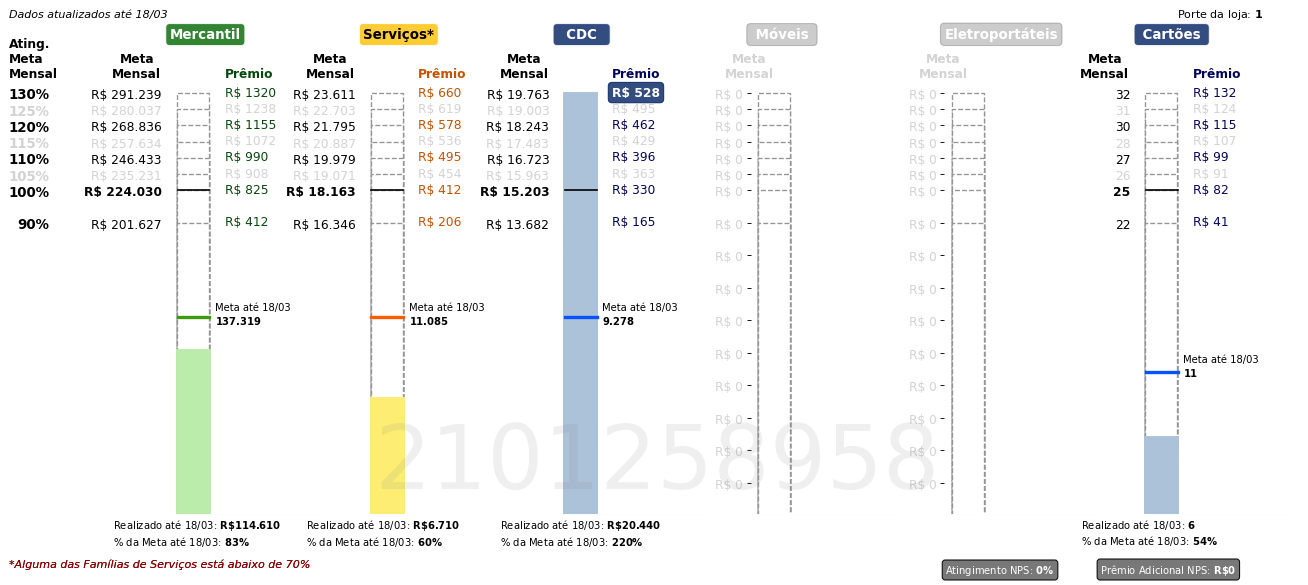 Dados atualizados até 18/03
Porte da loja: 1
Mercantil Serviços* CDC Móveis Eletroportáteis Cartões
Ating. Meta Mensal
Meta Mensal Prêmio Meta Mensal Prêmio Meta Mensal Prêmio Meta Mensal Meta Mensal Meta Mensal Prêmio
130% R$ 291.239 R$ 1320 R$ 23.611 R$ 660 R$ 19.763 R$ 528 R$ 0 R$ 0 32 R$ 132
125% R$ 280.037 R$ 1238 R$ 22.703 R$ 619 R$ 19.003 R$ 495 R$ 0 R$ 0 31 R$ 124
120% R$ 268.836 R$ 1155 R$ 21.795 R$ 578 R$ 18.243 R$ 462 R$ 0 R$ 0 30 R$ 115
115% R$ 257.634 R$ 1072 R$ 20.887 R$ 536 R$ 17.483 R$ 429 R$ 0 R$ 0 28 R$ 107
110% R$ 246.433 R$ 990 R$ 19.979 R$ 495 R$ 16.723 R$ 396 R$ 0 R$ 0 27 R$ 99
105% R$ 235.231 R$ 908 R$ 19.071 R$ 454 R$ 15.963 R$ 363 R$ 0 R$ 0 26 R$ 91
100% R$ 224.030 R$ 825 R$ 18.163 R$ 412 R$ 15.203 R$ 330 R$ 0 R$ 0 25 R$ 82
90% R$ 201.627 R$ 412 R$ 16.346 R$ 206 R$ 13.682 R$ 165 R$ 0 R$ 0 22 R$ 41
R$ 0 R$ 0
R$ 0 R$ 0
Meta até 18/03 Meta até 18/03 Meta até 18/03
137.319 11.085 9.278 R$ 0 R$ 0
R$ 0 R$ 0 Meta até 18/03
11
R$ 0 R$ 0
R$ 0 R$ 0
R$ 0 R$ 0
2101258958
R$ 0 R$ 0
Realizado até 18/03: R$114.610 Realizado até 18/03: R$6.710 Realizado até 18/03: R$20.440 Realizado até 18/03: 6
% da Meta até 18/03: 83% % da Meta até 18/03: 60% % da Meta até 18/03: 220% % da Meta até 18/03: 54%
*Alguma das Famílias de Serviços está abaixo de 70%
Atingimento NPS: 0% Prêmio Adicional NPS: R$0